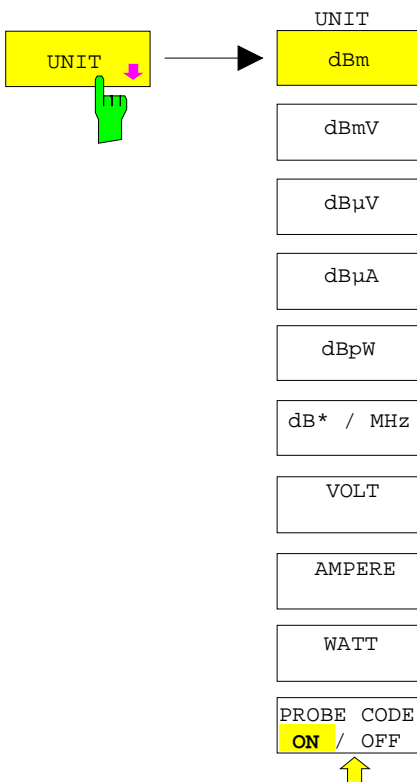 UNIT
UNIT
dBm
dBmV
dBµV
dBµA
dBpW
dB* / MHz
VOLT
AMPERE
WATT
PROBE CODE
ON / OFF